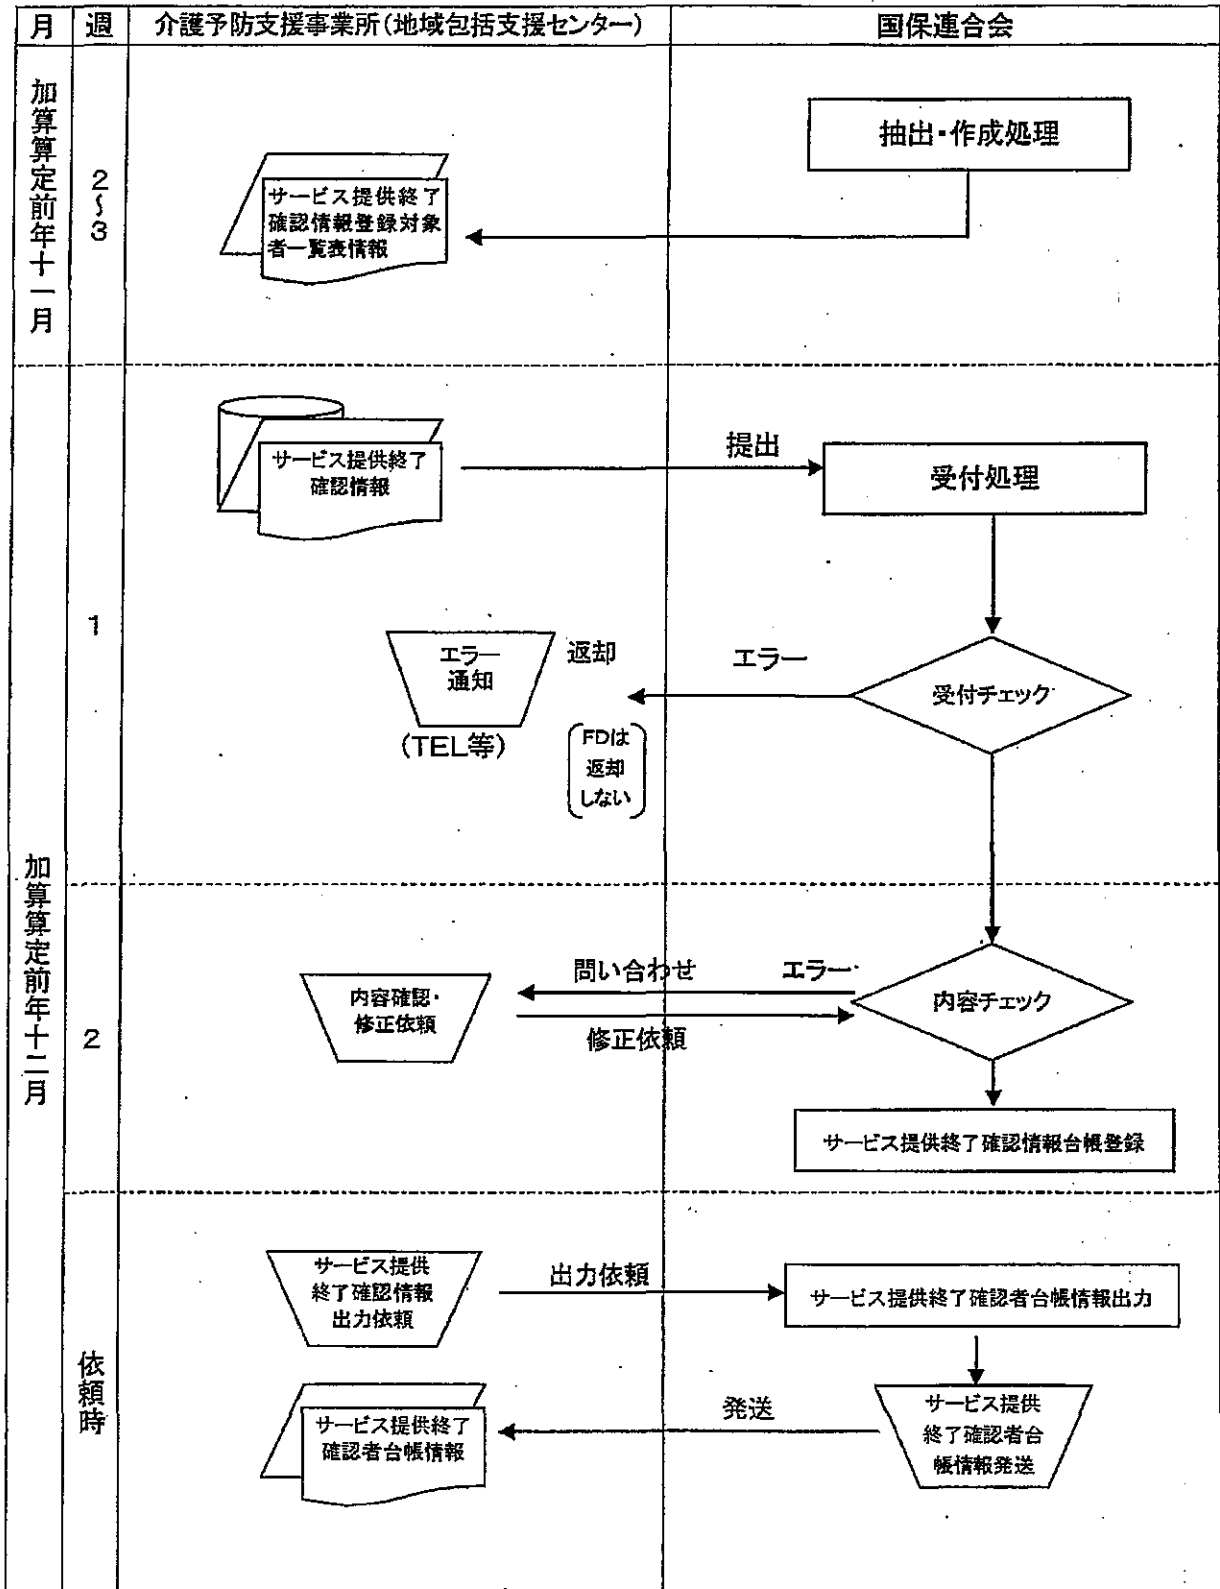 月
週
介護予防支援事業所(地域包括支援センター)
国保連合会
加算算定前年十一月
2~3
抽出・作成処理
サービス提供終了
確認情報登録対象
者一覧表情報
加算算定前年十二月
1
サービス提供終了
確認情報
提出
受付処理
エラー
通知
(TEL等)
返却
エラー
受付チェック
FDは
返却
しない
2
内容確認・
修正依頼
問い合わせ
エラー
修正依頼
内容チェック
サービス提供終了確認情報台帳登録
依頼時
サービス提供
終了確認情報
出力依頼
出力依頼
サービス提供終了確認者台帳情報出力
サービス提供終了
確認者台帳情報
発送
サービス提供
終了確認者台
帳情報発送